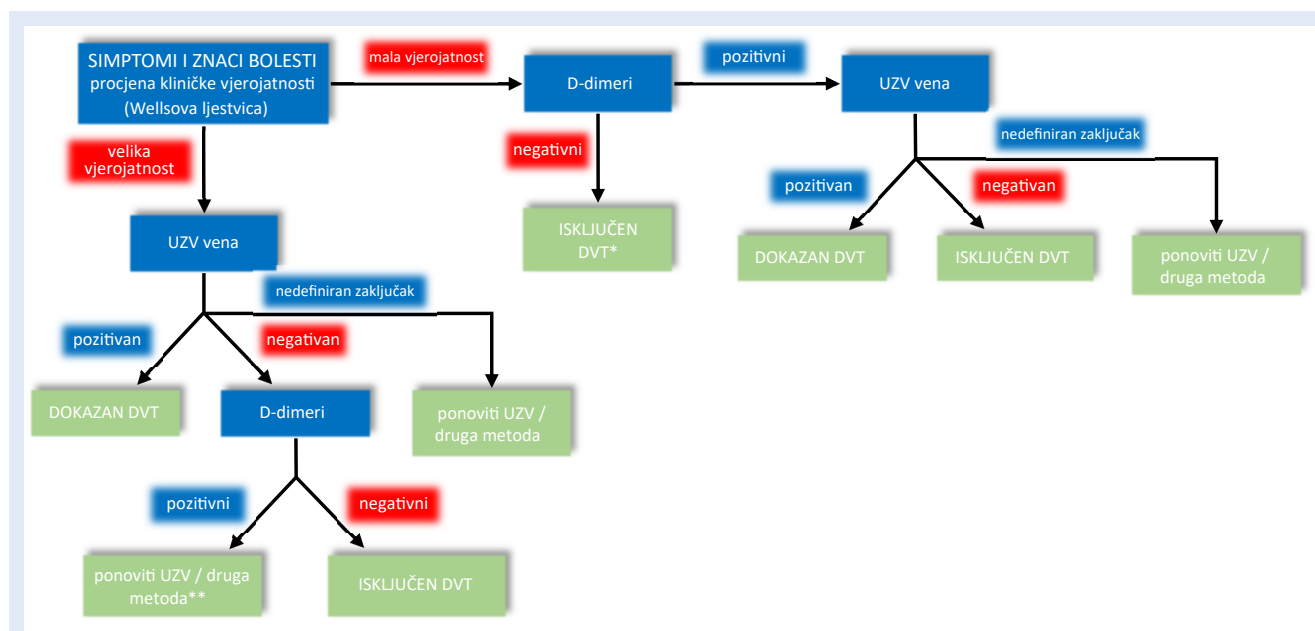 SIMPTOMI I ZNACI BOLESTI
procjena kliničke vjerojatnosti
(Wellsova ljestvica)
mala vjerojatnost
D-dimeri
pozitivni
UZV vena
velika
vjerojatnost
negativni
nedefiniran zaključak
pozitivan
negativan
UZV vena
ISKLJUČEN
DVT*
DOKAZAN DVT
ISKLJUČEN DVT
ponoviti UZV /
druga metoda
nedefiniran zaključak
pozitivan
negativan
DOKAZAN DVT
D-dimeri
ponoviti UZV /
druga metoda
pozitivni
negativni
ponoviti UZV / druga
metoda**
ISKLJUČEN DVT